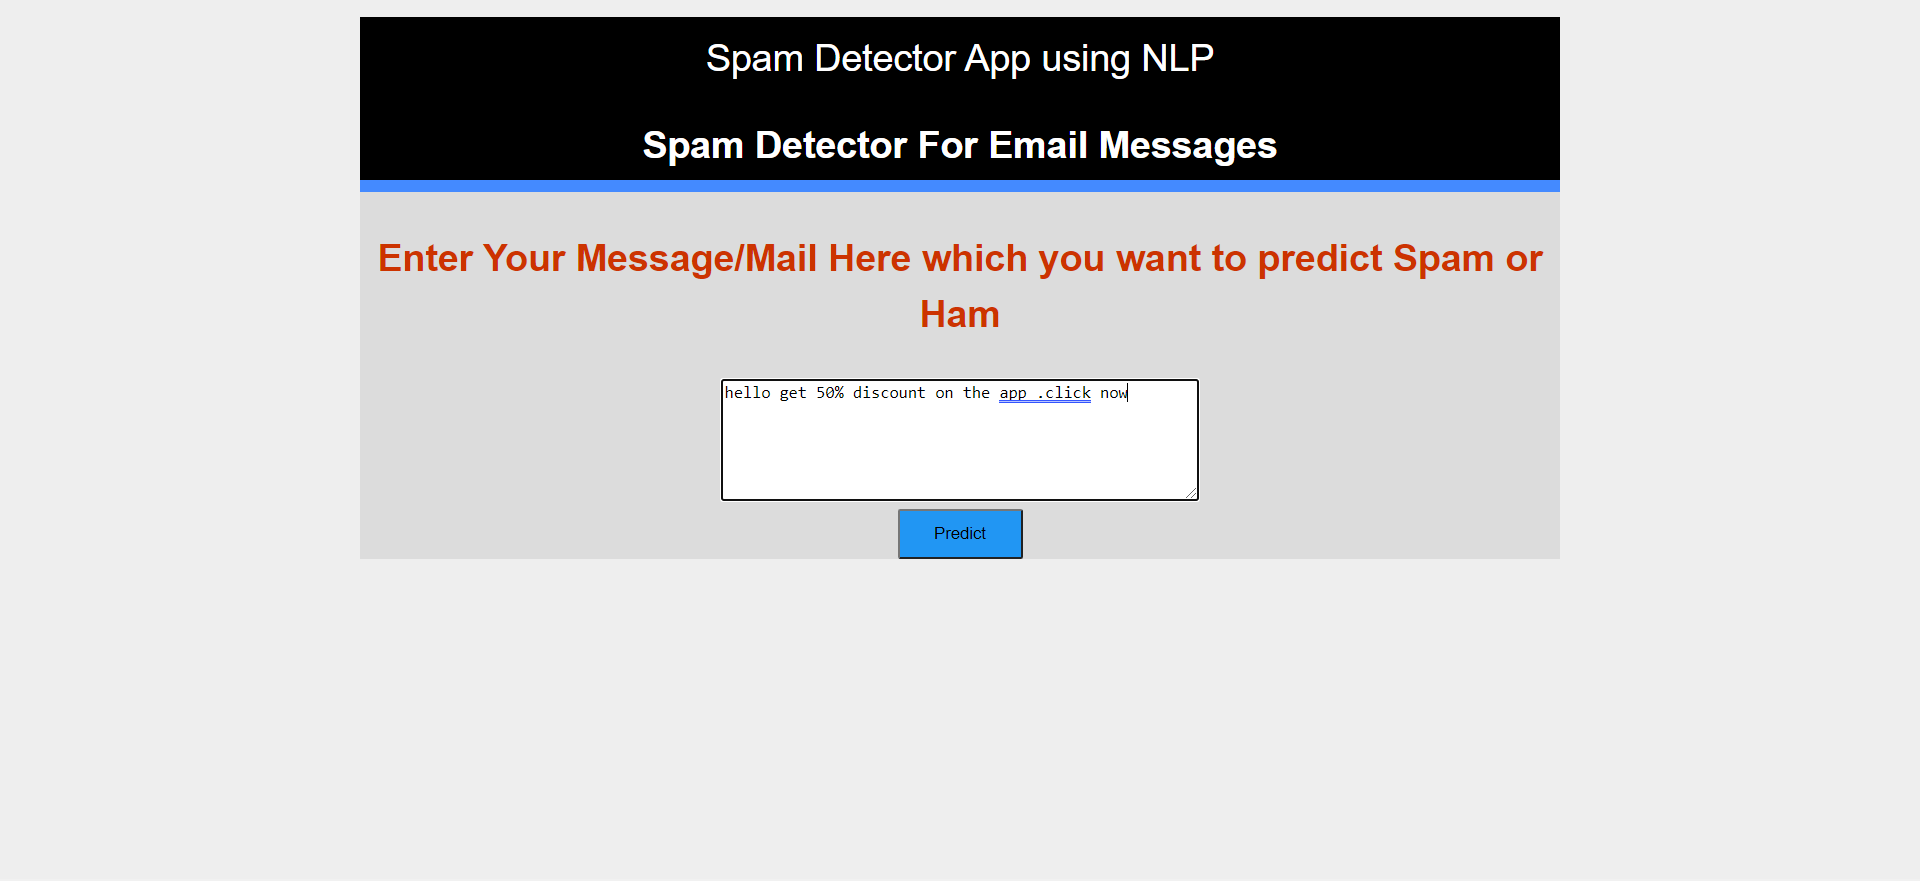 Spam Detector App using NLP
Spam Detector For Email Messages
Enter Your Message/Mail Here which you want to predict Spam or
Ham
hello get 50% discount on the app .click now
Predict